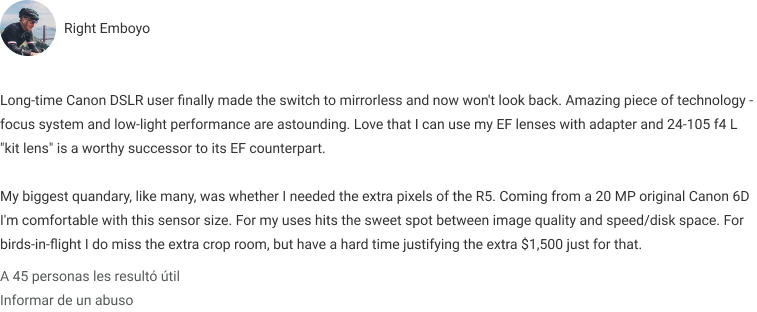 Right Emboyo
Long-time Canon DSLR user finally made the switch to mirrorless and now won't look back. Amazing piece of technology -
focus system and low-light performance are astounding. Love that I can use my EF lenses with adapter and 24-105 f4 L
"kit lens" is a worthy successor to its EF counterpart.
My biggest quandary, like many, was whether I needed the extra pixels of the R5. Coming from a 20 MP original Canon 6D
I'm comfortable with this sensor size. For my uses hits the sweet spot between image quality and speed/disk space. For
birds-in-flight I do miss the extra crop room, but have a hard time justifying the extra $1,500 just for that.
A 45 personas les resultó útil
Informar de un abuso